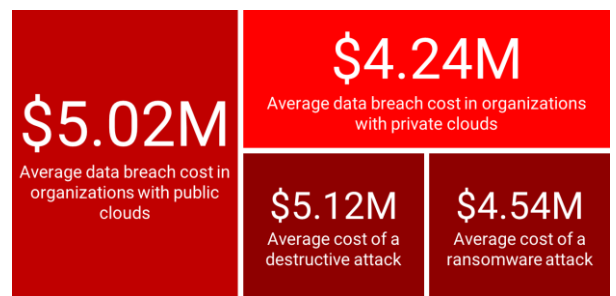 $5.02M
Average data breach cost in
organizations with public
clouds
$4.24M
Average data breach cost in organizations
with private clouds
$5.12M
Average cost of a
destructive attack
$4.54M
Average cost of a
ransomware attack